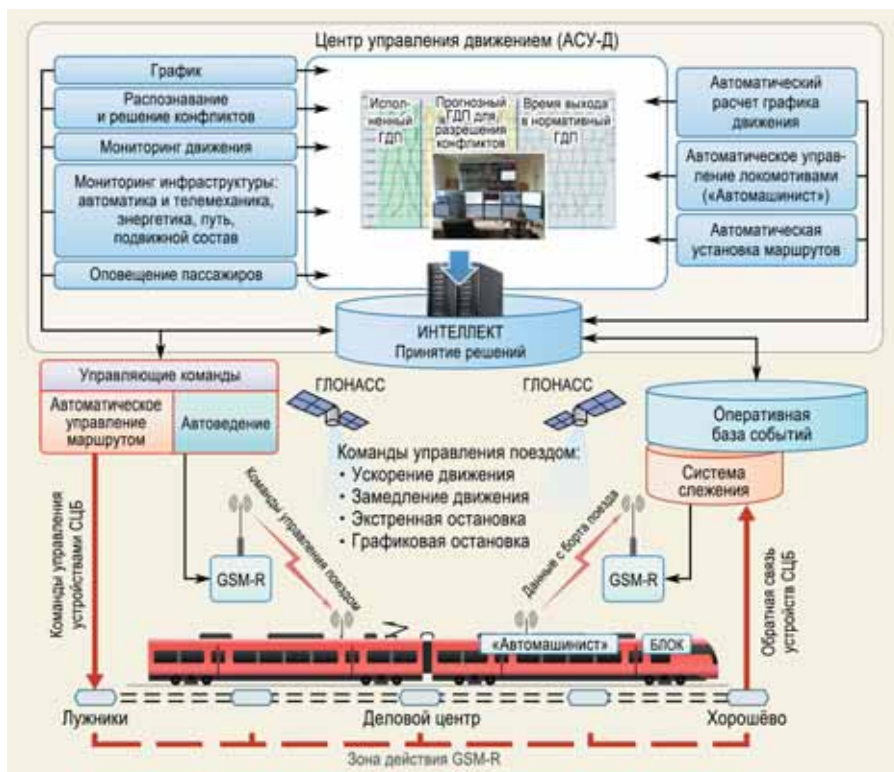 Центр управления движением (АСУ-Д)
График
Распознавание
и решение конфликтов
Мониторинг движения
Мониторинг инфраструктуры:
автоматика и телемеханика,
энергетика, путь,
подвижной состав
Оповещение пассажиров
Испол-
ненный
ГДП
Прогнозный
ГДП для
разрешения
конфликтов
Время выхода
в нормативный
ГДП
Автоматический
расчет графика
движения
Автоматическое управ-
ление локомотивами
(«Автомашинист»)
Автоматическая
установка маршрутов
ИНТЕЛЛЕКТ
Принятие решений
Управляющие команды
Автоматическое
управление
маршрутом
Автоведение
ГЛОНАСС
ГЛОНАСС
Оперативная
база событий
Система
слежения
Команды управления поездом:
• Ускорение движения
• Замедление движения
• Экстренная остановка
• Графиковая остановка
Команды управления
устройствами СЦБ
GSM-R
Команды управления поездом
Данные с борта поезда
GSM-R
Обратная связь
устройств СЦБ
«Автомашинист»
БЛОК
Лужники
Деловой центр
Хорошёво
Зона действия GSM-R